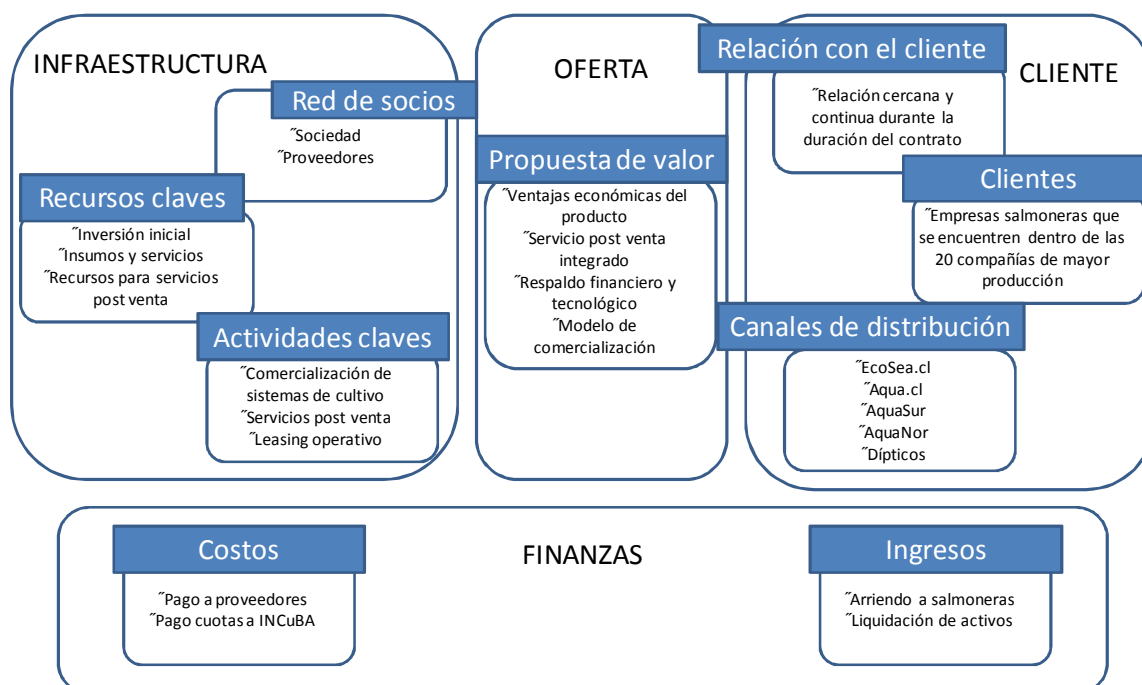 INFRAESTRUCTURA
Red de socios
˝Sociedad
˝Proveedores
Recursos claves
˝Inversión inicial
˝Insumos y servicios
˝Recursos para servicios
post venta
Actividades claves
˝Comercialización de
sistemas de cultivo
˝Servicios post venta
˝Leasing operativo
OFERTA
Propuesta de valor
˝Ventajas económicas del
producto
˝Servicio post venta
integrado
˝Respaldo financiero y
tecnológico
˝Modelo de
comercialización
CLIENTE
Relación con el cliente
˝Relación cercana y
continua durante la
duración del contrato
Clientes
˝Empresas salmoneras que
se encuentren dentro de las
20 compañías de mayor
producción
Canales de distribución
˝EcoSea.cl
˝Aqua.cl
˝AquaSur
˝AquaNor
˝Dípticos
FINANZAS
Costos
˝Pago a proveedores
˝Pago cuotas a INCuBA
Ingresos
˝Arriendo a salmoneras
˝Liquidación de activos